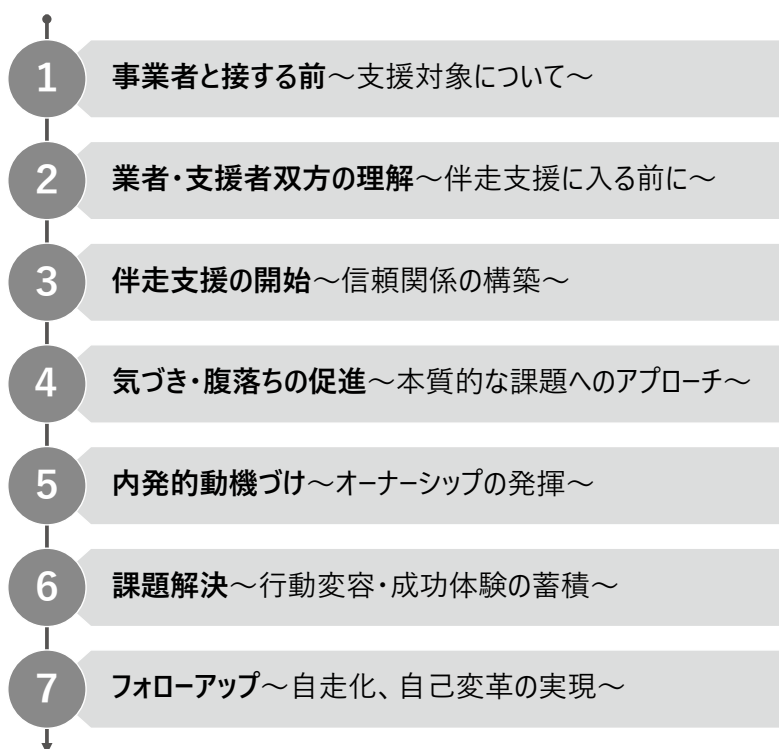 1 事業者と接する前～支援対象について～
2 業者・支援者双方の理解～伴走支援に入る前に～
3 伴走支援の開始～信頼関係の構築～
4 気づき・腹落ちの促進～本質的な課題へのアプローチ～
5 内発的動機づけ～オーナーシップの発揮～
6 課題解決～行動変容・成功体験の蓄積～
7 フォローアップ～自走化、自己変革の実現～